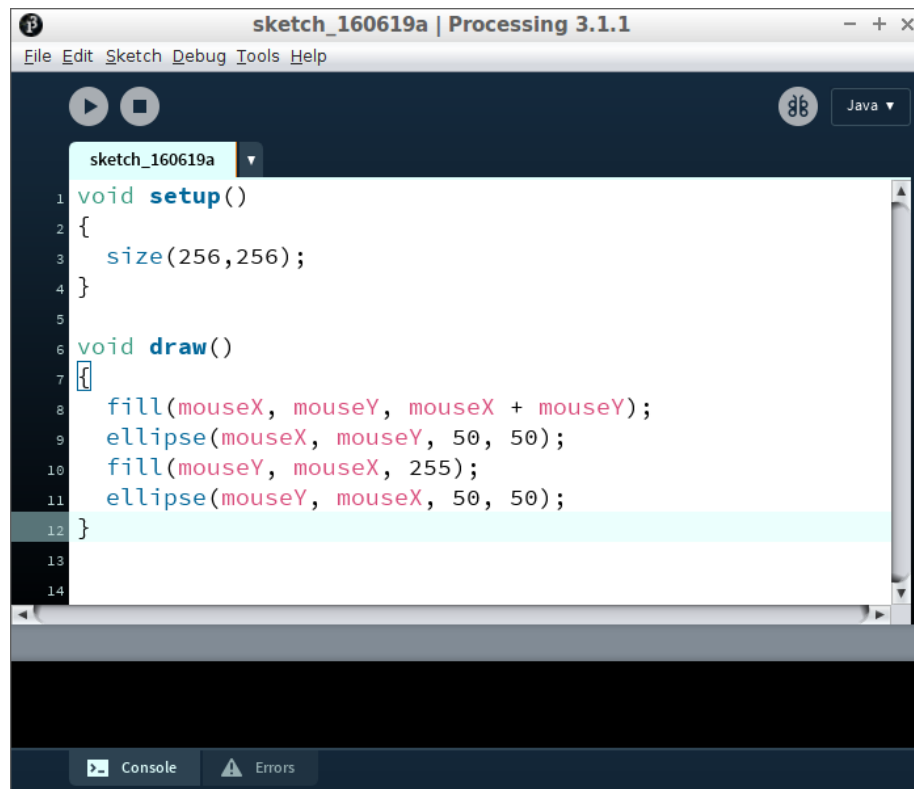 sketch_160619a | Processing 3.1.1
File Edit Sketch Debug Tools Help
Java
sketch_160619a
1 void setup()
2 {
3   size(256,256);
4 }
5
6 void draw()
7 {
8   fill(mouseX, mouseY, mouseX + mouseY);
9   ellipse(mouseX, mouseY, 50, 50);
10   fill(mouseY, mouseX, 255);
11   ellipse(mouseY, mouseX, 50, 50);
12 }
13
14
Console Errors